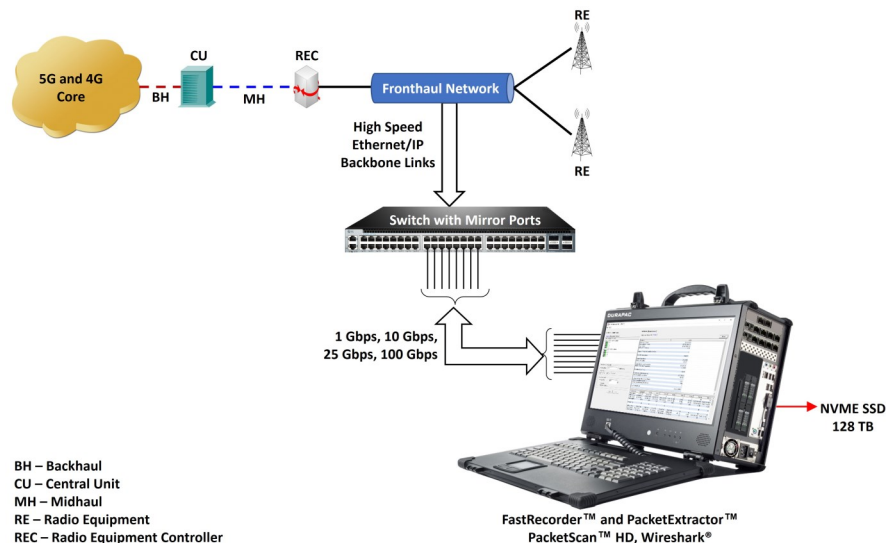 RE
CU
REC
5G and 4G
Core
BH
MH
Fronthaul Network
RE
High Speed
Ethernet/IP
Backbone Links
Switch with Mirror Ports
1 Gbps, 10 Gbps,
25 Gbps, 100 Gbps
DURAPAC
NVME SSD
128 TB
BH – Backhaul
CU – Central Unit
MH – Midhaul
RE – Radio Equipment
REC – Radio Equipment Controller
FastRecorder™ and PacketExtractor™
PacketScan™ HD, Wireshark®